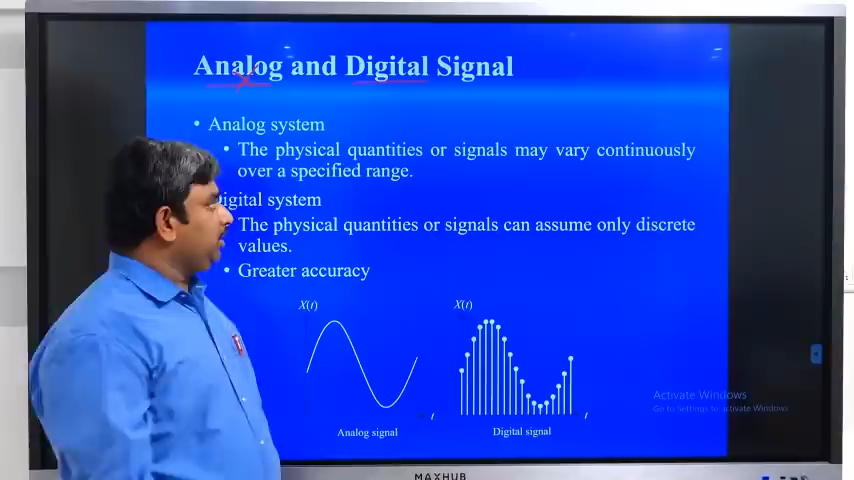 Analog and Digital Signal
• Analog system
• The physical quantities or signals may vary continuously
over a specified range.
igital system
The physical quantities or signals can assume only discrete
values.
• Greater accuracy
X(t)
X(t)
t
t
Analog signal
Digital signal
Activate Windows
Go to Settings to activate Windows
MAXHUB